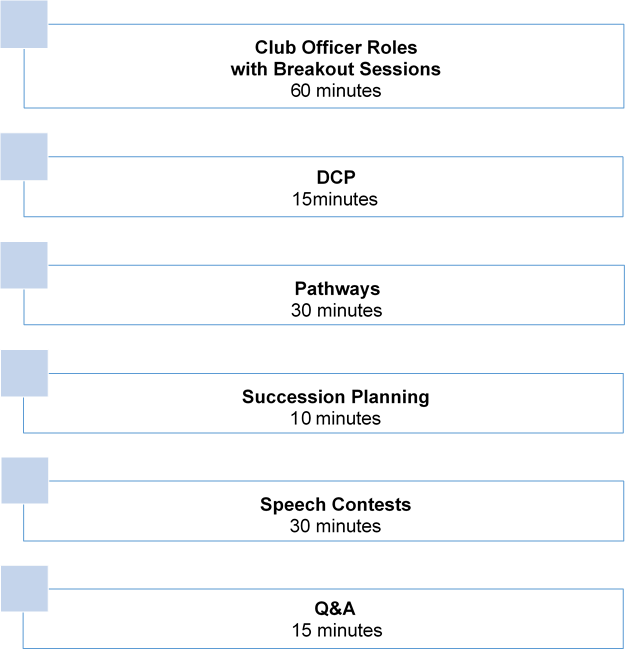 Club Officer Roles
with Breakout Sessions
60 minutes
DCP
15minutes
Pathways
30 minutes
Succession Planning
10 minutes
Speech Contests
30 minutes
Q&A
15 minutes